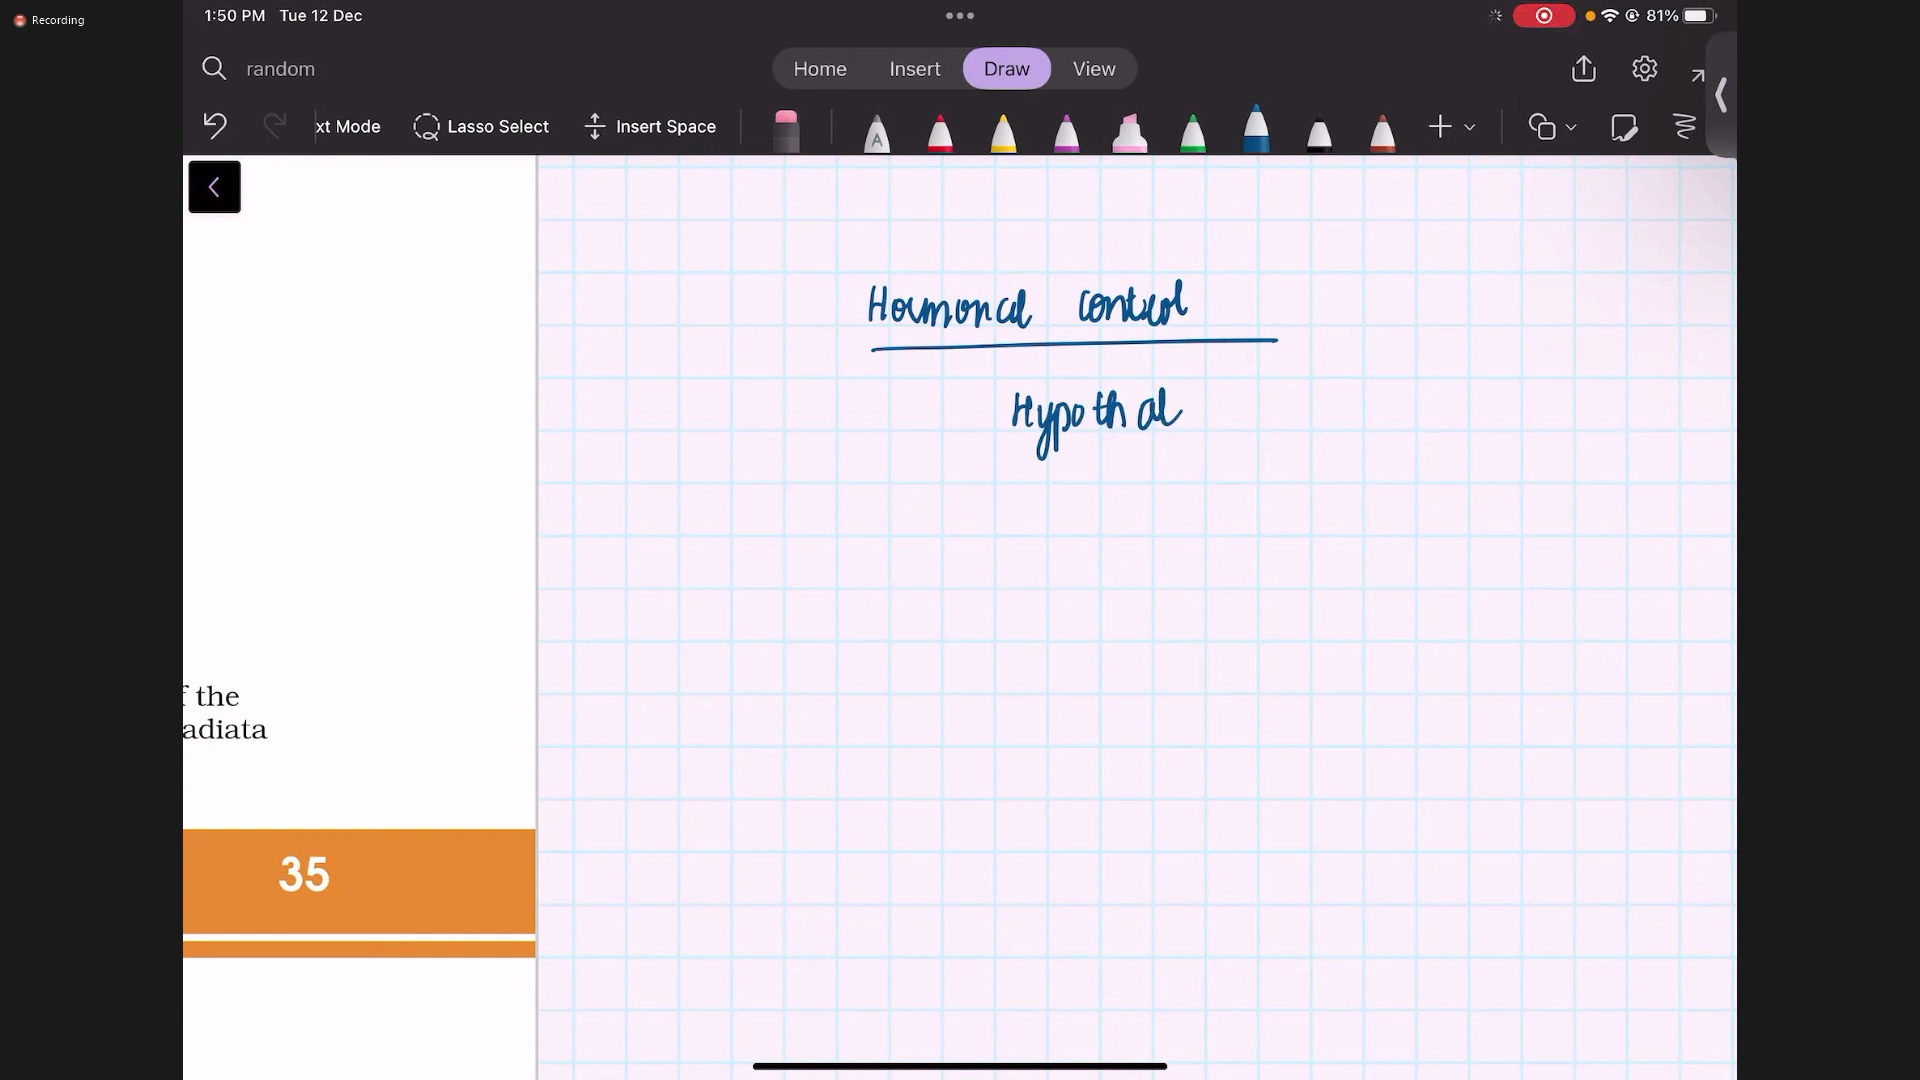 Recording
1:50 PM Tue 12 Dec
81%
random
Home Insert Draw View
xt Mode Lasso Select Insert Space
A
Hormonal control
Hypothal
f the
adiata
35